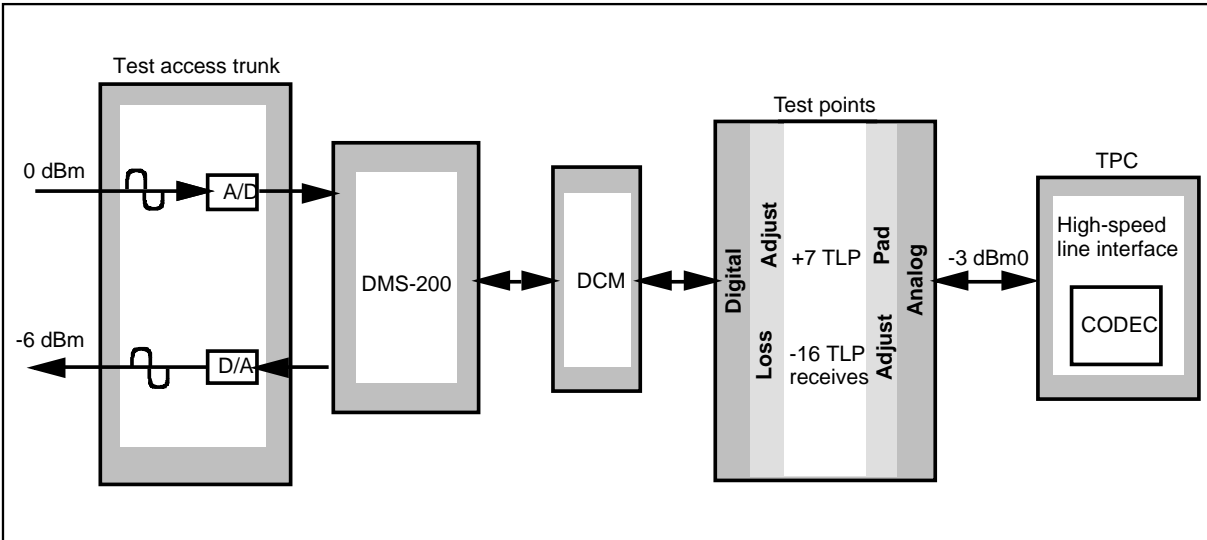 Test access trunk
0 dBm
A/D
-6 dBm
D/A
DMS-200
DCM
Test points
Digital
Loss Adjust
+7 TLP
-16 TLP
receives
Adjust Pad
Analog
-3 dBm0
TPC
High-speed
line interface
CODEC